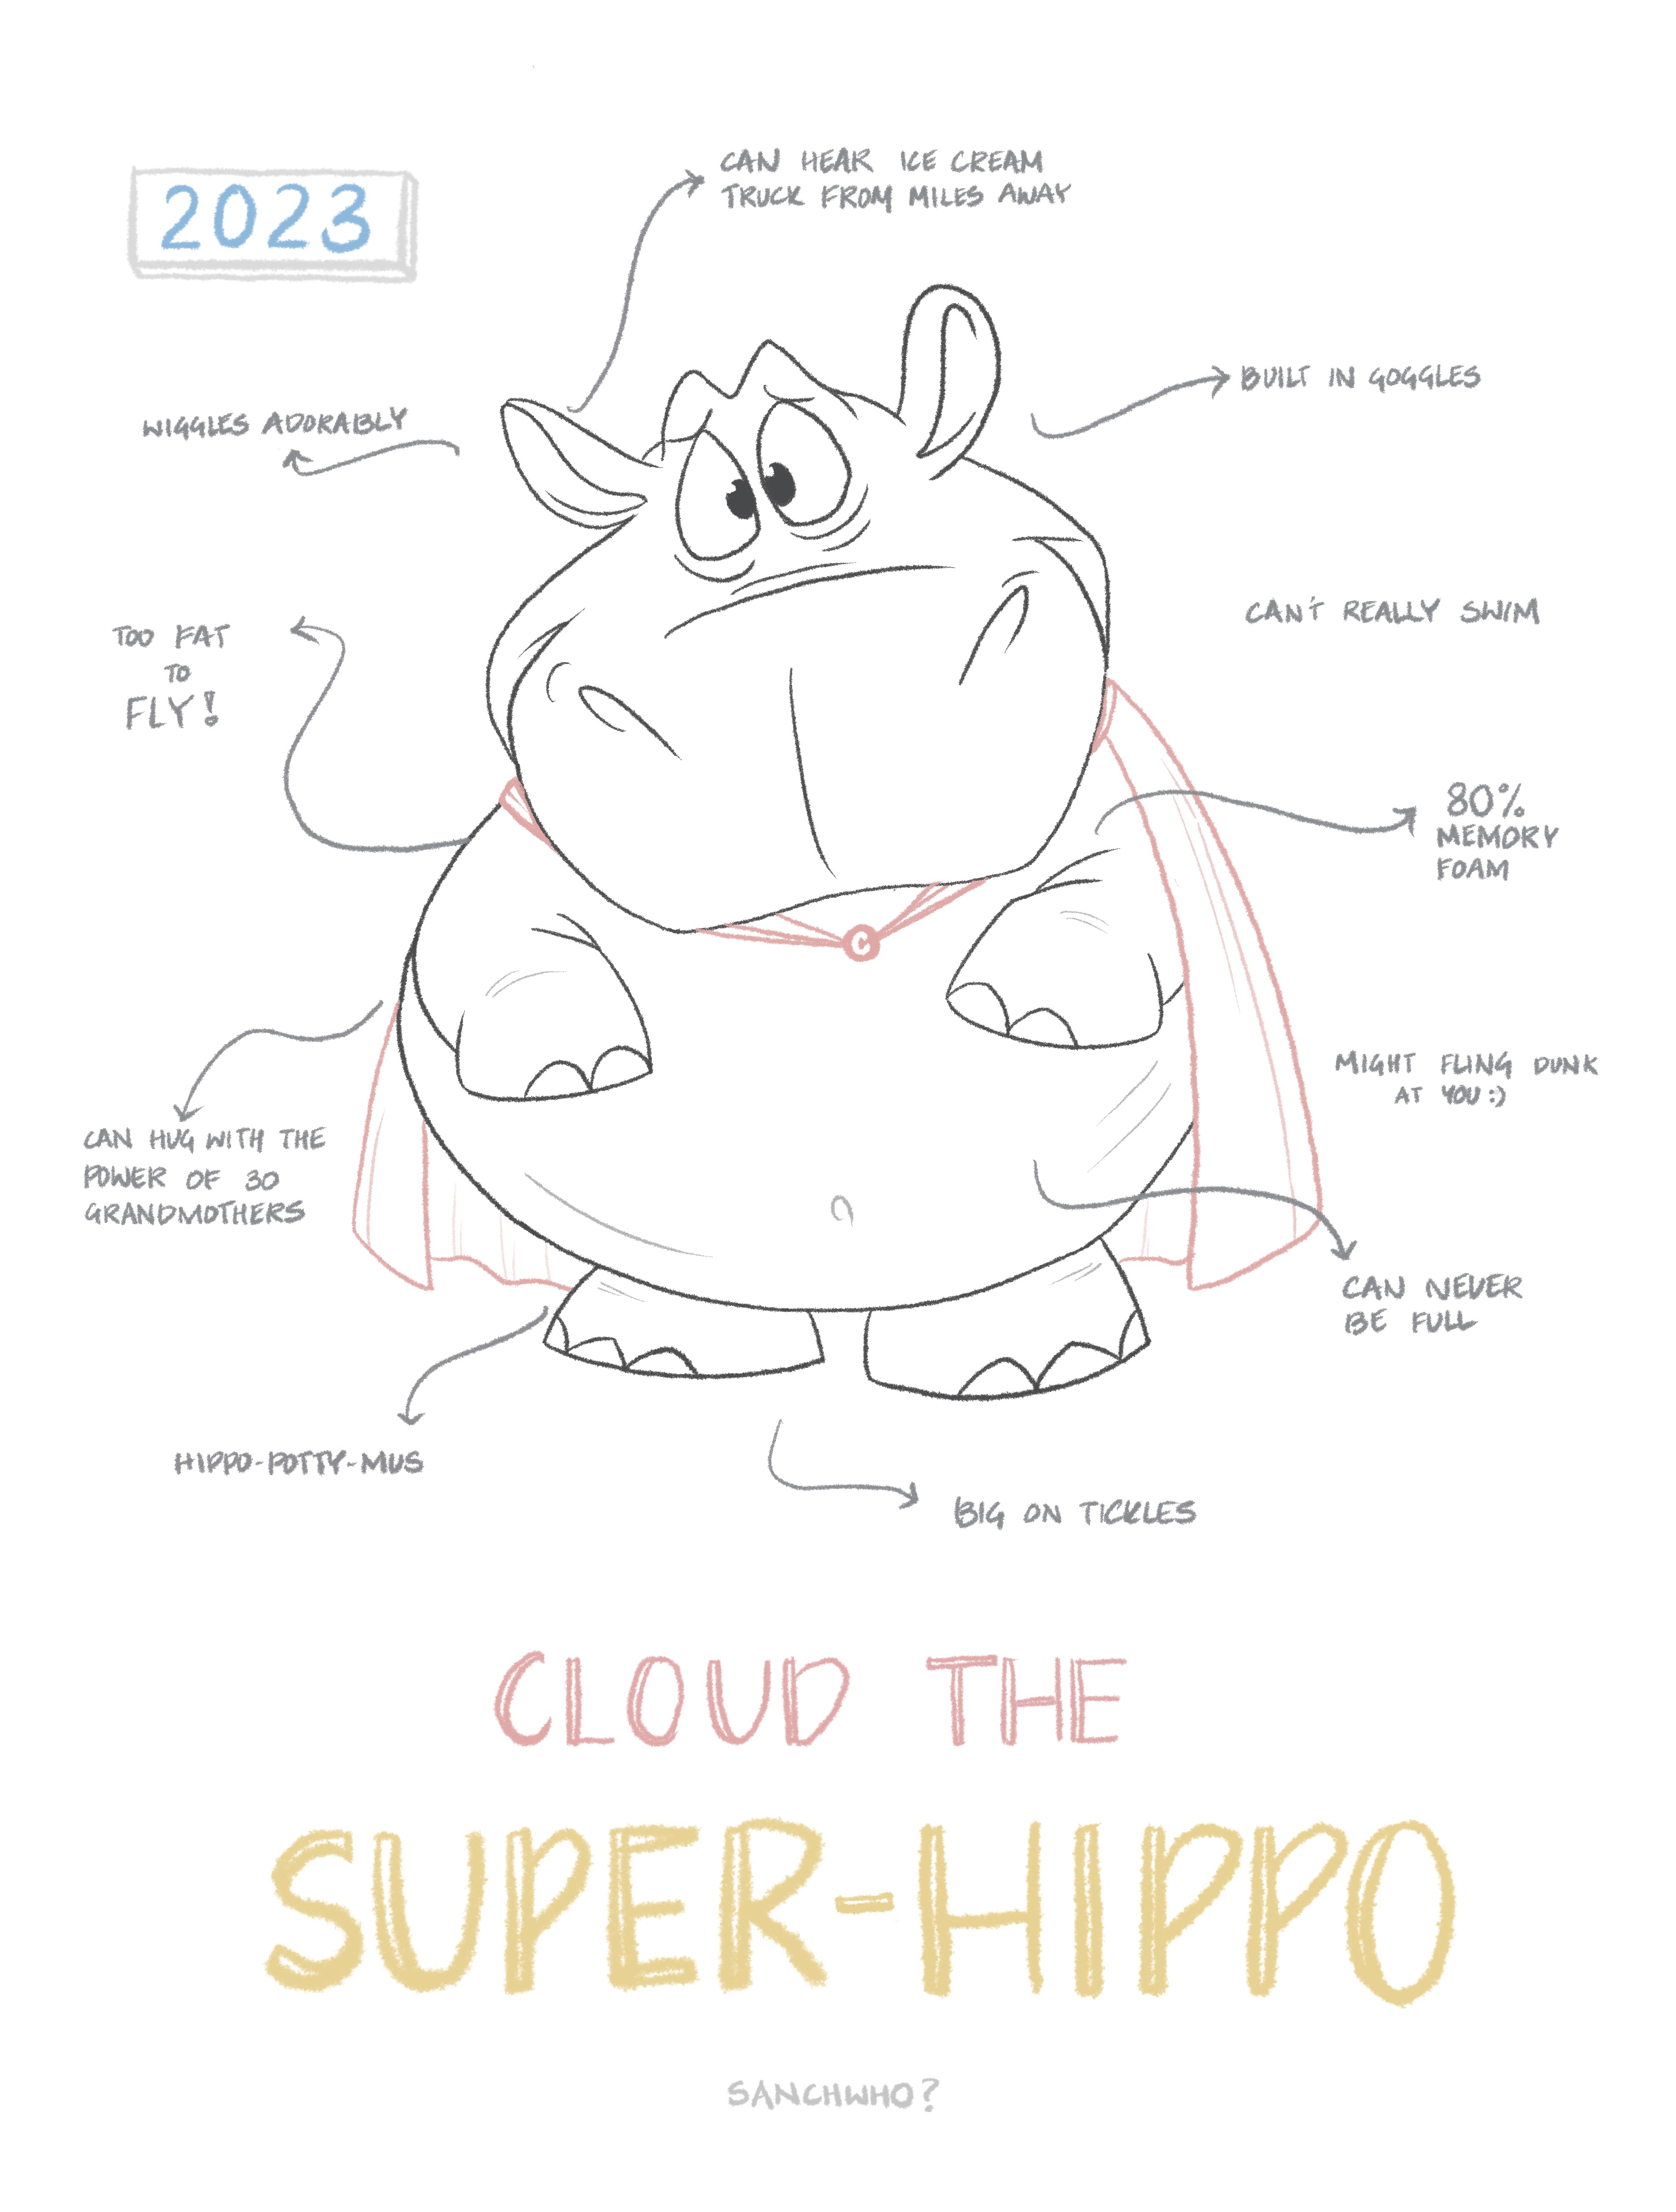 CAN HEAR ICE CREAM
TRUCK FROM MILES AWAY
2023
BUILT IN GOGGLES
WIGGLES ADORABLY
CAN'T REALLY SWIM
TOO FAT
TO
FLY!
80%
MEMORY
FOAM
C
MIGHT FLING DUNK
AT YOU :)
CAN HUG WITH THE
POWER OF 30
GRANDMOTHERS
CAN NEVER
BE FULL
HIPPO-POTTY-MUS
BIG ON TICKLES
CLOUD THE
SUPER-HIPPO
SANCHWHO?